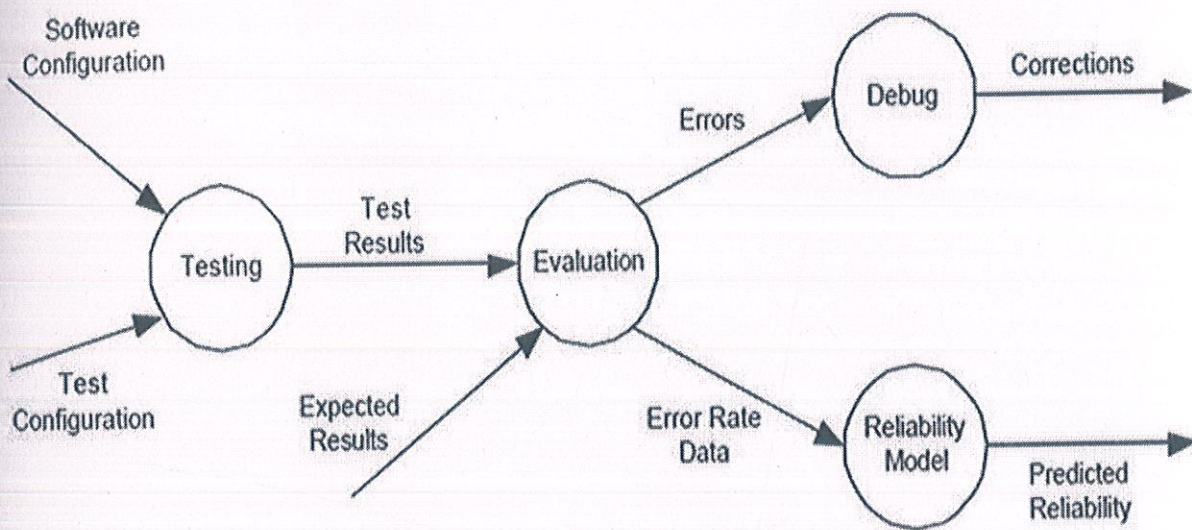 Software
Configuration
Test
Configuration
Testing
Test
Results
Expected
Results
Evaluation
Errors
Error Rate
Data
Debug
Corrections
Reliability
Model
Predicted
Reliability